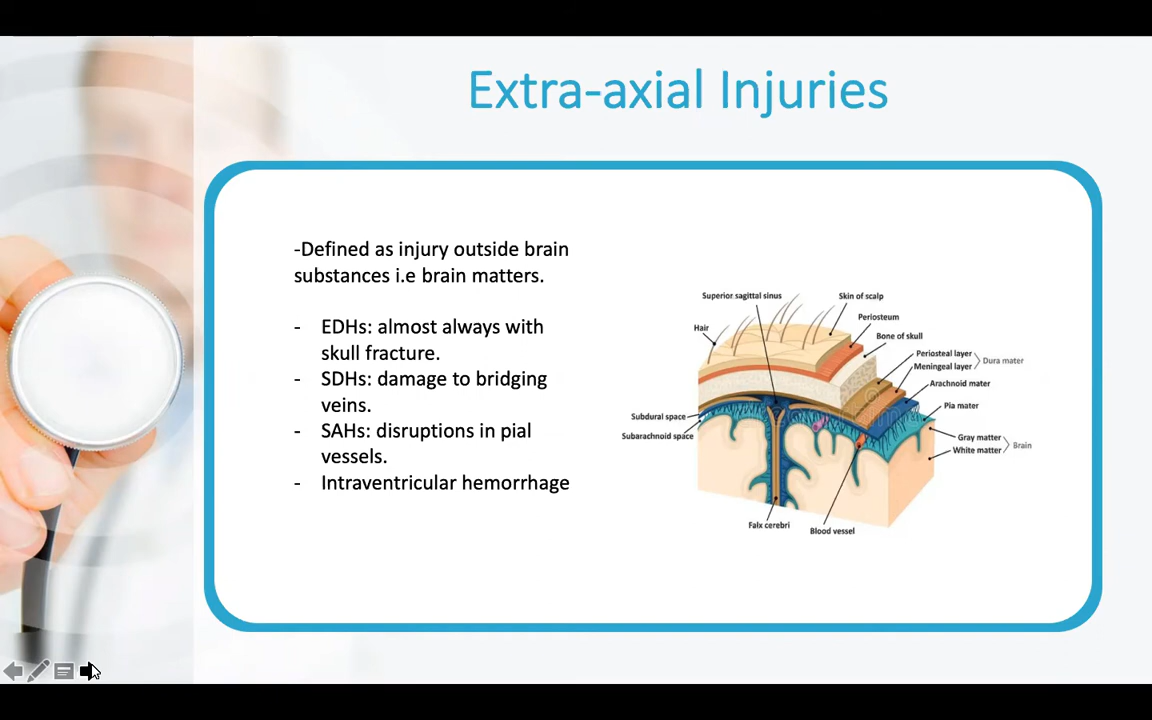 Extra-axial Injuries
-Defined as injury outside brain
substances i.e brain matters.
- EDHs: almost always with
skull fracture.
- SDHs: damage to bridging
veins.
- SAHs: disruptions in pial
vessels.
- Intraventricular hemorrhage
Superior sagittal sinus
Skin of scalp
Periosteum
Hair
Bone of skull
Periosteal layer
Meningeal layer
Dura mater
Arachnoid mater
Pia mater
Subdural space
Subarachnoid space
Gray matter
White matter
Brain
Falx cerebri
Blood vessel